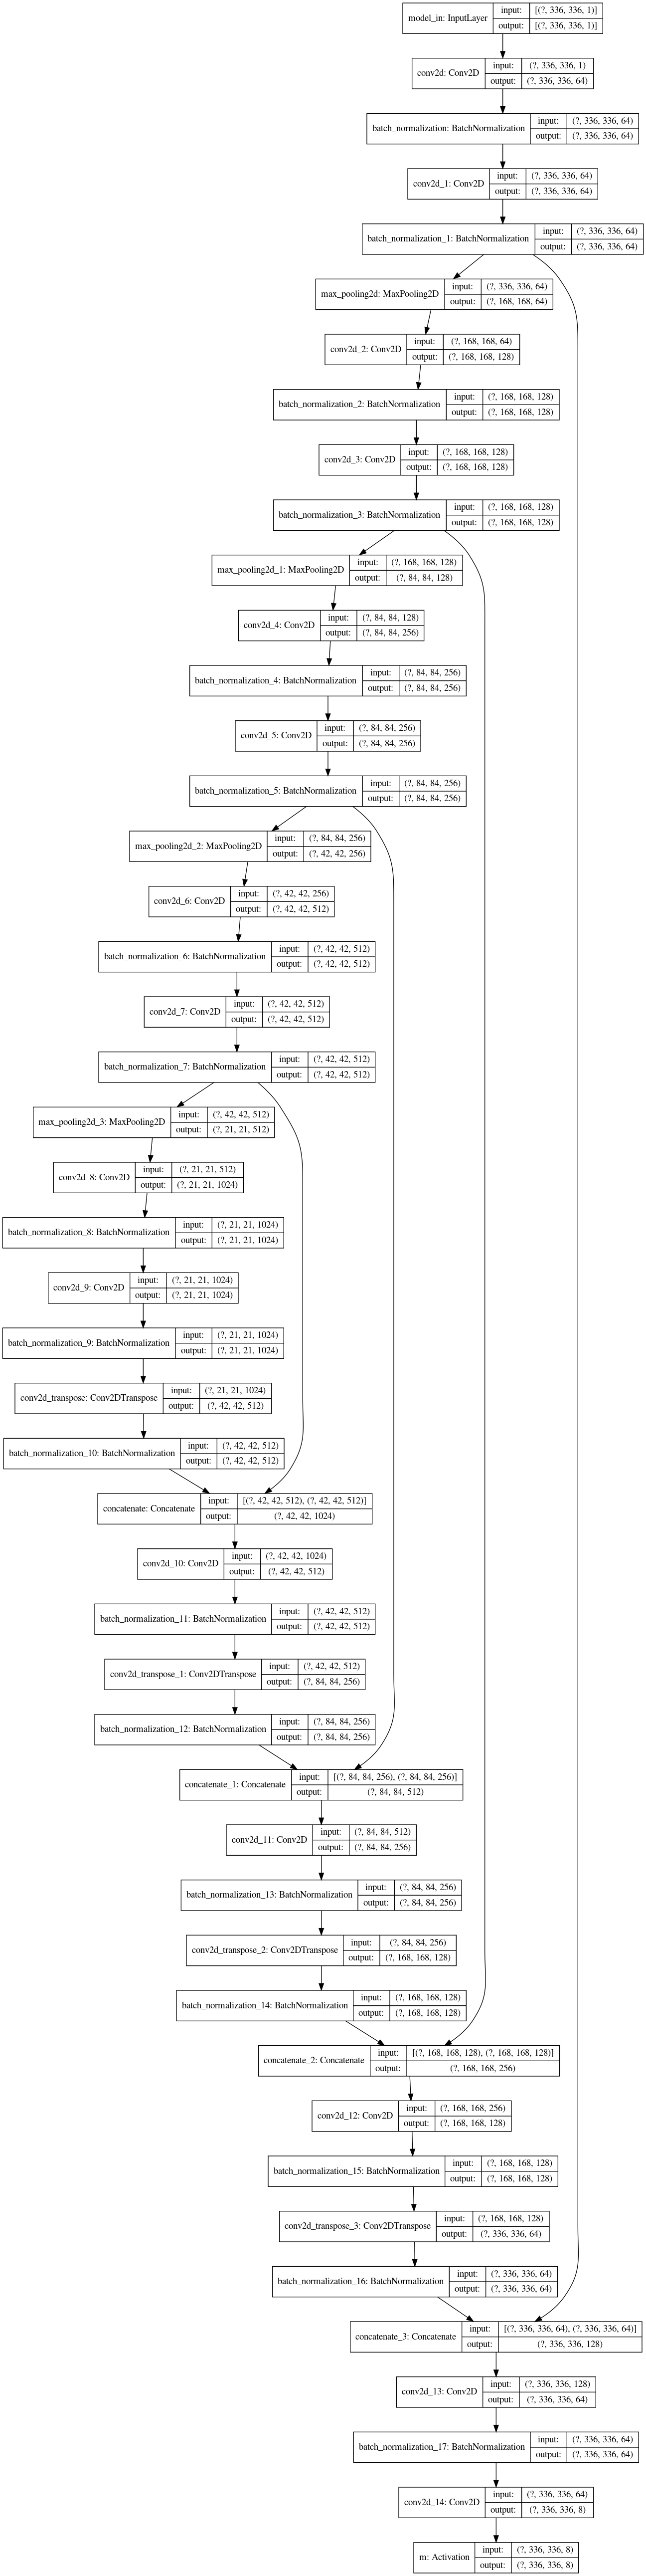 model_in: InputLayer input: [(?, 336, 336, 1)]
output: [(?, 336, 336, 1)]
conv2d: Conv2D input: (?, 336, 336, 1)
output: (?, 336, 336, 64)
batch_normalization: BatchNormalization input: (?, 336, 336, 64)
output: (?, 336, 336, 64)
conv2d_1: Conv2D input: (?, 336, 336, 64)
output: (?, 336, 336, 64)
batch_normalization_1: BatchNormalization input: (?, 336, 336, 64)
output: (?, 336, 336, 64)
max_pooling2d: MaxPooling2D input: (?, 336, 336, 64)
output: (?, 168, 168, 64)
conv2d_2: Conv2D input: (?, 168, 168, 64)
output: (?, 168, 168, 128)
batch_normalization_2: BatchNormalization input: (?, 168, 168, 128)
output: (?, 168, 168, 128)
conv2d_3: Conv2D input: (?, 168, 168, 128)
output: (?, 168, 168, 128)
batch_normalization_3: BatchNormalization input: (?, 168, 168, 128)
output: (?, 168, 168, 128)
max_pooling2d_1: MaxPooling2D input: (?, 168, 168, 128)
output: (?, 84, 84, 128)
conv2d_4: Conv2D input: (?, 84, 84, 128)
output: (?, 84, 84, 256)
batch_normalization_4: BatchNormalization input: (?, 84, 84, 256)
output: (?, 84, 84, 256)
conv2d_5: Conv2D input: (?, 84, 84, 256)
output: (?, 84, 84, 256)
batch_normalization_5: BatchNormalization input: (?, 84, 84, 256)
output: (?, 84, 84, 256)
max_pooling2d_2: MaxPooling2D input: (?, 84, 84, 256)
output: (?, 42, 42, 256)
conv2d_6: Conv2D input: (?, 42, 42, 256)
output: (?, 42, 42, 512)
batch_normalization_6: BatchNormalization input: (?, 42, 42, 512)
output: (?, 42, 42, 512)
conv2d_7: Conv2D input: (?, 42, 42, 512)
output: (?, 42, 42, 512)
batch_normalization_7: BatchNormalization input: (?, 42, 42, 512)
output: (?, 42, 42, 512)
max_pooling2d_3: MaxPooling2D input: (?, 42, 42, 512)
output: (?, 21, 21, 512)
conv2d_8: Conv2D input: (?, 21, 21, 512)
output: (?, 21, 21, 1024)
batch_normalization_8: BatchNormalization input: (?, 21, 21, 1024)
output: (?, 21, 21, 1024)
conv2d_9: Conv2D input: (?, 21, 21, 1024)
output: (?, 21, 21, 1024)
batch_normalization_9: BatchNormalization input: (?, 21, 21, 1024)
output: (?, 21, 21, 1024)
conv2d_transpose: Conv2DTranspose input: (?, 21, 21, 1024)
output: (?, 42, 42, 512)
batch_normalization_10: BatchNormalization input: (?, 42, 42, 512)
output: (?, 42, 42, 512)
concatenate: Concatenate input: [(?, 42, 42, 512), (?, 42, 42, 512)]
output: (?, 42, 42, 1024)
conv2d_10: Conv2D input: (?, 42, 42, 1024)
output: (?, 42, 42, 512)
batch_normalization_11: BatchNormalization input: (?, 42, 42, 512)
output: (?, 42, 42, 512)
conv2d_transpose_1: Conv2DTranspose input: (?, 42, 42, 512)
output: (?, 84, 84, 256)
batch_normalization_12: BatchNormalization input: (?, 84, 84, 256)
output: (?, 84, 84, 256)
concatenate_1: Concatenate input: [(?, 84, 84, 256), (?, 84, 84, 256)]
output: (?, 84, 84, 512)
conv2d_11: Conv2D input: (?, 84, 84, 512)
output: (?, 84, 84, 256)
batch_normalization_13: BatchNormalization input: (?, 84, 84, 256)
output: (?, 84, 84, 256)
conv2d_transpose_2: Conv2DTranspose input: (?, 84, 84, 256)
output: (?, 168, 168, 128)
batch_normalization_14: BatchNormalization input: (?, 168, 168, 128)
output: (?, 168, 168, 128)
concatenate_2: Concatenate input: [(?, 168, 168, 128), (?, 168, 168, 128)]
output: (?, 168, 168, 256)
conv2d_12: Conv2D input: (?, 168, 168, 256)
output: (?, 168, 168, 128)
batch_normalization_15: BatchNormalization input: (?, 168, 168, 128)
output: (?, 168, 168, 128)
conv2d_transpose_3: Conv2DTranspose input: (?, 168, 168, 128)
output: (?, 336, 336, 64)
batch_normalization_16: BatchNormalization input: (?, 336, 336, 64)
output: (?, 336, 336, 64)
concatenate_3: Concatenate input: [(?, 336, 336, 64), (?, 336, 336, 64)]
output: (?, 336, 336, 128)
conv2d_13: Conv2D input: (?, 336, 336, 128)
output: (?, 336, 336, 64)
batch_normalization_17: BatchNormalization input: (?, 336, 336, 64)
output: (?, 336, 336, 64)
conv2d_14: Conv2D input: (?, 336, 336, 64)
output: (?, 336, 336, 8)
m: Activation input: (?, 336, 336, 8)
output: (?, 336, 336, 8)